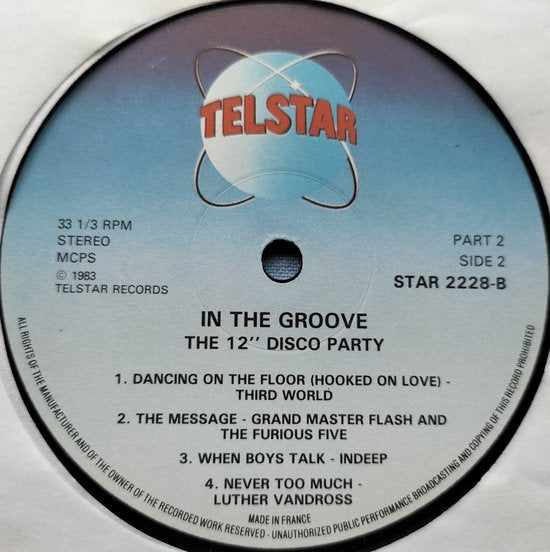 TELSTAR
33 1/3 RPM
STEREO
MCPS
© 1983
TELSTAR RECORDS
PART 2
SIDE 2
STAR 2228-B
IN THE GROOVE
THE 12" DISCO PARTY
1. DANCING ON THE FLOOR (HOOKED ON LOVE) -
THIRD WORLD
2. THE MESSAGE - GRAND MASTER FLASH AND
THE FURIOUS FIVE
3. WHEN BOYS TALK - INDEEP
4. NEVER TOO MUCH -
LUTHER VANDROSS
MADE IN FRANCE
ALL RIGHTS OF THE MANUFACTURER AND OF THE OWNER OF THE RECORDED WORK RESERVED - UNAUTHORIZED PUBLIC PERFORMANCE BROADCASTING AND COPYING OF THIS RECORD PROHIBITED